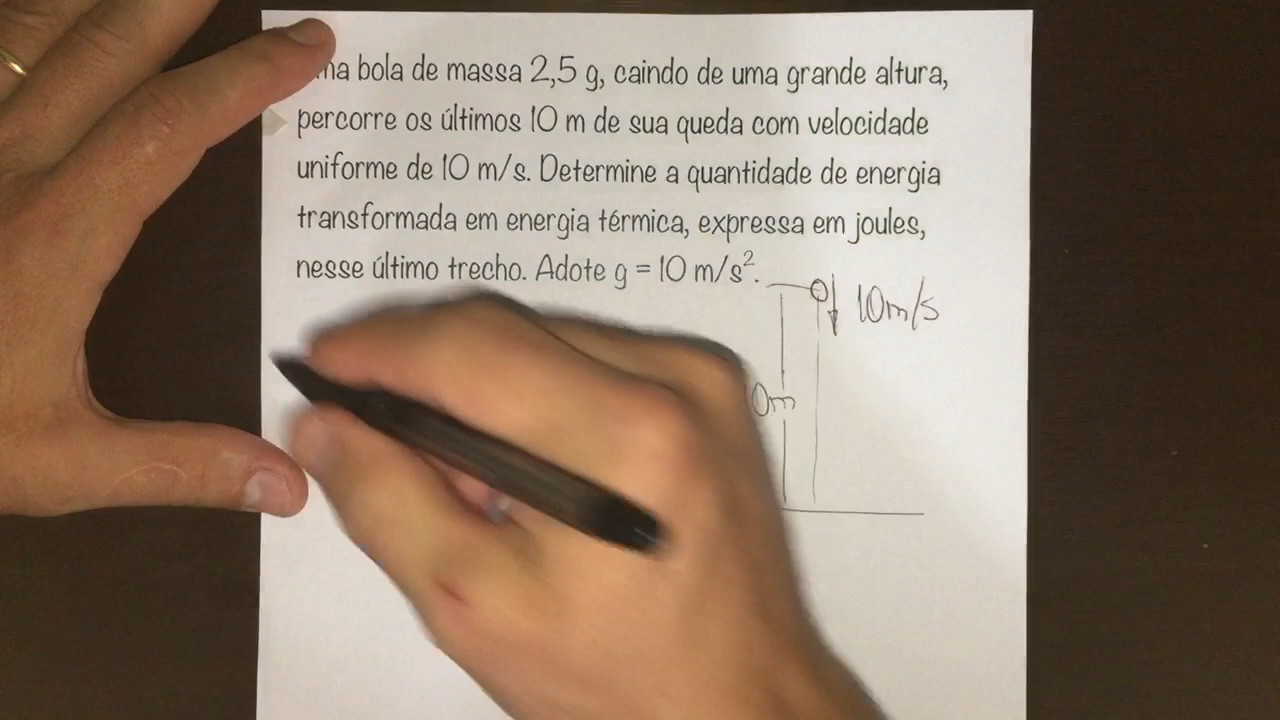 bola de massa 2,5 g, caindo de uma grande altura,
percorre os últimos 10 m de sua queda com velocidade
uniforme de 10 m/s. Determine a quantidade de energia
transformada em energia térmica, expressa em joules,
nesse último trecho. Adote g = 10 m/s².
10m/s
0m